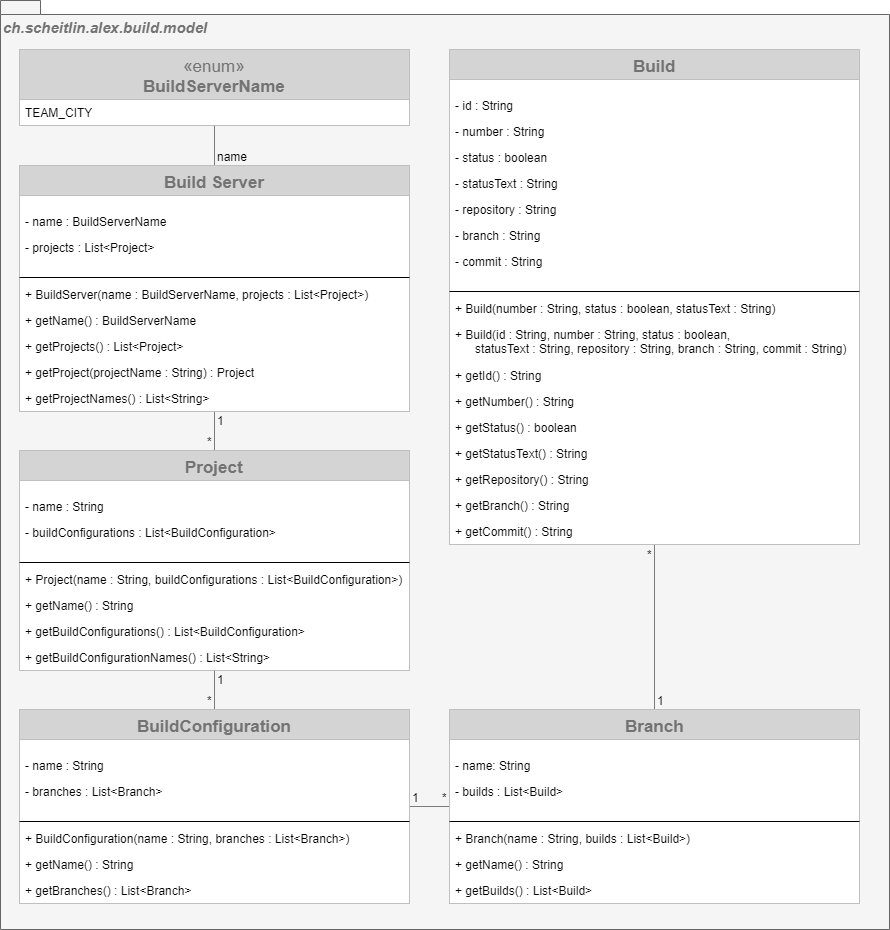 ch.scheitlin.alex.build.model
«enum»
BuildServerName
TEAM_CITY
name
Build Server
- name : BuildServerName
- projects : List<Project>
+ BuildServer(name : BuildServerName, projects : List<Project>)
+ getName() : BuildServerName
+ getProjects() : List<Project>
+ getProject(projectName : String) : Project
+ getProjectNames() : List<String>
1
*
Project
- name : String
- buildConfigurations : List<BuildConfiguration>
+ Project(name : String, buildConfigurations : List<BuildConfiguration>)
+ getName() : String
+ getBuildConfigurations() : List<BuildConfiguration>
+ getBuildConfigurationNames() : List<String>
1
*
BuildConfiguration
- name : String
- branches : List<Branch>
+ BuildConfiguration(name : String, branches : List<Branch>)
+ getName() : String
+ getBranches() : List<Branch>
1 *
Build
- id : String
- number : String
- status : boolean
- statusText : String
- repository : String
- branch : String
- commit : String
+ Build(number : String, status : boolean, statusText : String)
+ Build(id : String, number : String, status : boolean,
statusText : String, repository : String, branch : String, commit : String)
+ getId() : String
+ getNumber() : String
+ getStatus() : boolean
+ getStatusText() : String
+ getRepository() : String
+ getBranch() : String
+ getCommit() : String
*
1
Branch
- name: String
- builds : List<Build>
+ Branch(name : String, builds : List<Build>)
+ getName() : String
+ getBuilds() : List<Build>